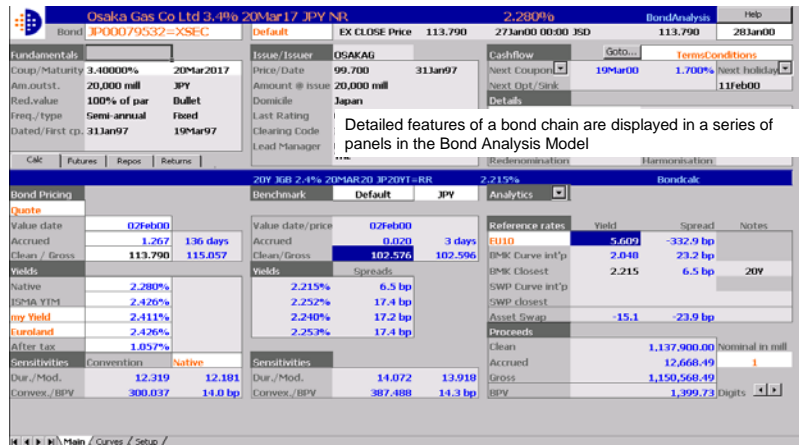 Osaka Gas Co Ltd 3.4% 20Mar17 JPY NR 2.280% BondAnalysis Help
Bond JP00079532=XSEC Default EX CLOSE Price 113.790 27Jan00 00:00 JSD 113.790 28Jan00
Fundamentals Issue/Issuer OSAKAG Cashflow Goto... TermsConditions
Coup/Maturity 3.40000% 20Mar2017 Price/Date 99.700 31Jan97 Next Coupon 19Mar00 1.700% Next holiday
Am.outst. 20,000 mill JPY Amount @ issue 20,000 mill Next Opt/Sink 11Feb00
Red.value 100% of par Bullet Domicile Japan Details
Freq./type Semi-annual Fixed Last Rating
Dated/First cp. 31Jan97 19Mar97 Clearing Code
Lead Manager
Detailed features of a bond chain are displayed in a series of
panels in the Bond Analysis Model
Calc Futures Repos Returns Redenomination Harmonisation
20Y JGB 2.4% 20MAR20 JP20YT=RR 2.215% Bondcalc
Bond Pricing Benchmark Default JPY Analytics
Quote
Value date 02Feb00 Value date/price 02Feb00 Reference rates Yield Spread Notes
Accrued 1.267 136 days Accrued 0.020 3 days EU10 5.609 -332.9 bp
Clean / Gross 113.790 115.057 Clean/Gross 102.576 102.596 BMK Curve int'p 2.048 23.2 bp
Yields Yields Spreads BMK Closest 2.215 6.5 bp 20Y
Native 2.280% 2.215% 6.5 bp SWP Curve int'p
ISMA YTM 2.426% 2.252% 17.4 bp SWP closest
my Yield 2.411% 2.240% 17.2 bp Asset Swap -15.1 -23.9 bp
Euroland 2.426% 2.253% 17.4 bp Proceeds
After tax 1.057% Clean 1,137,900.00 Nominal in mill
Sensitivities Convention Native Sensitivities Accrued 12,668.49 1
Dur./Mod. 12.319 12.181 Dur./Mod. 14.072 13.918 Gross 1,150,568.49
Convex./BPV 300.037 14.0 bp Convex./BPV 387.488 14.3 bp BPV 1,399.73 Digits
Main Curves Setup